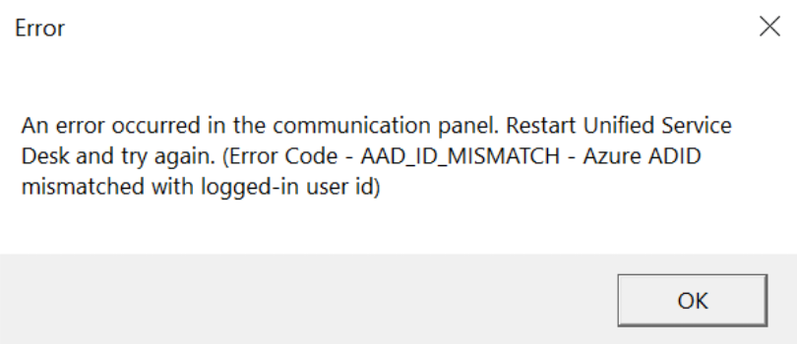 Error
An error occurred in the communication panel. Restart Unified Service
Desk and try again. (Error Code - AAD_ID_MISMATCH - Azure ADID
mismatched with logged-in user id)
OK